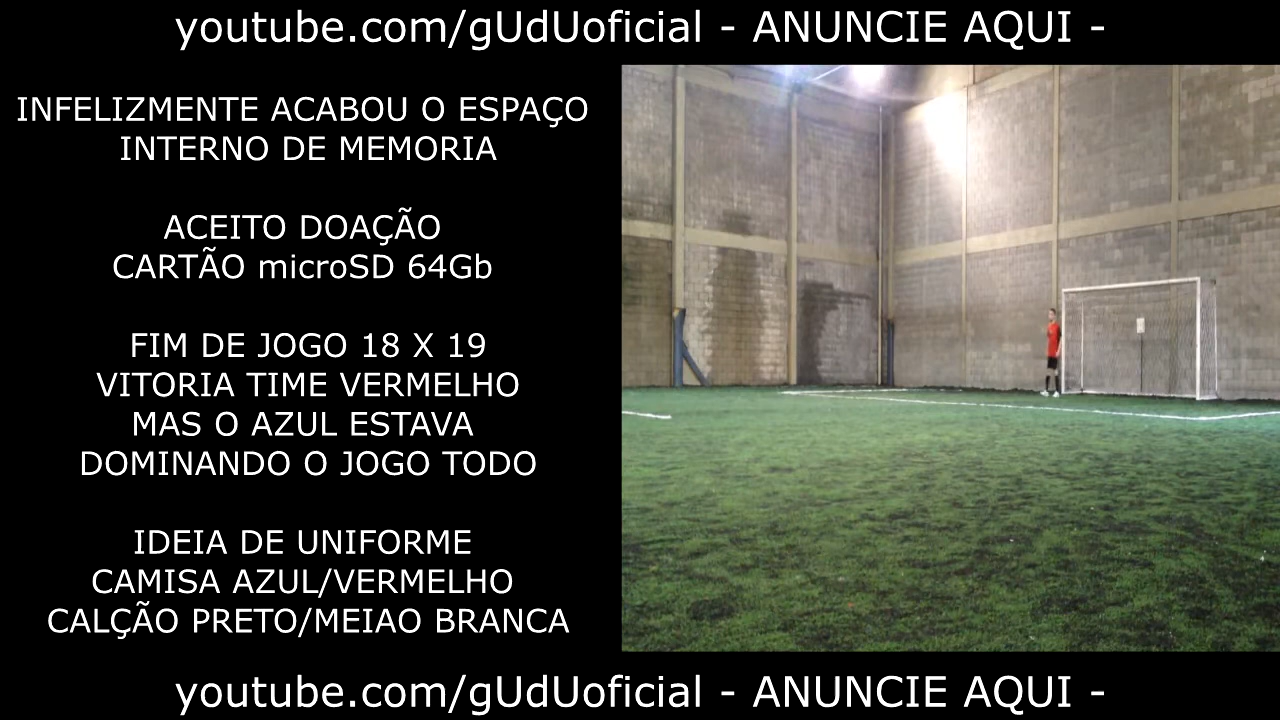 youtube.com/gUdUoficial - ANUNCIE AQUI -
INFELIZMENTE ACABOU O ESPAÇO
INTERNO DE MEMORIA
ACEITO DOAÇÃO
CARTÃO microSD 64Gb
FIM DE JOGO 18 X 19
VITORIA TIME VERMELHO
MAS O AZUL ESTAVA
DOMINANDO O JOGO TODO
IDEIA DE UNIFORME
CAMISA AZUL/VERMELHO
CALÇÃO PRETO/MEIAO BRANCA
youtube.com/gUdUoficial - ANUNCIE AQUI -